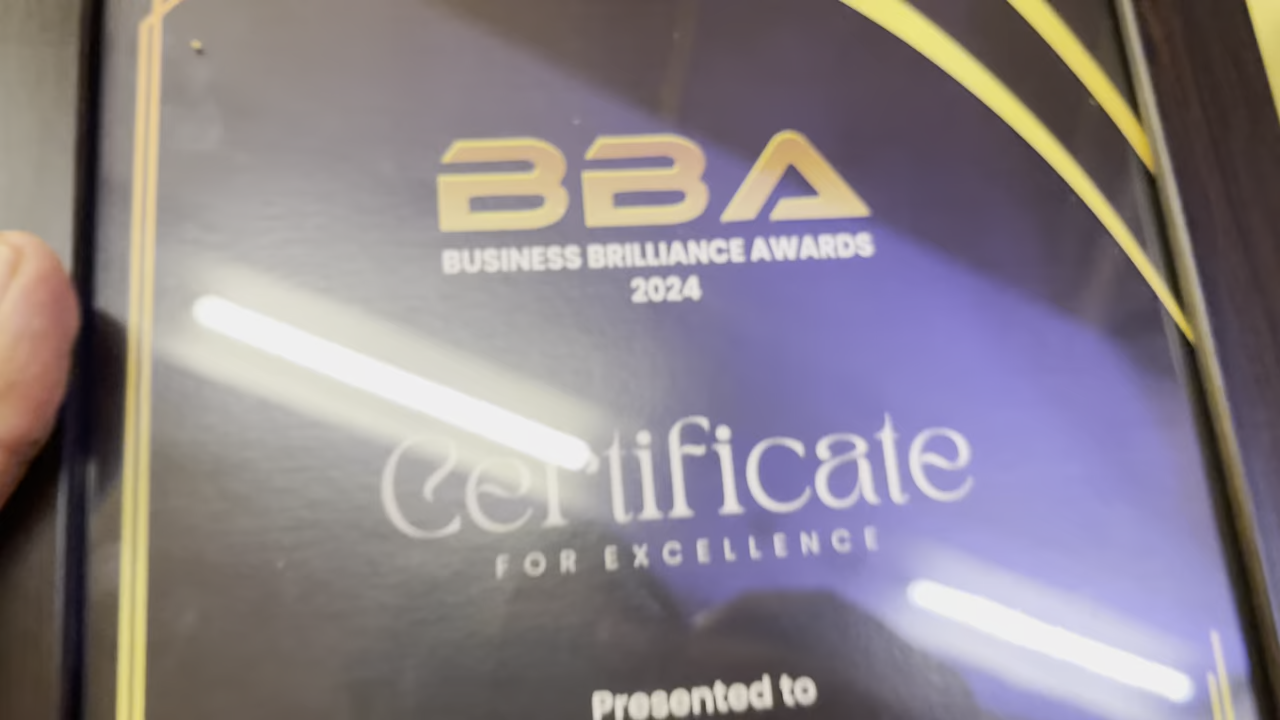 BBA
BUSINESS BRILLIANCE AWARDS
2024
Certificate
FOR EXCELLENCE
Presented to